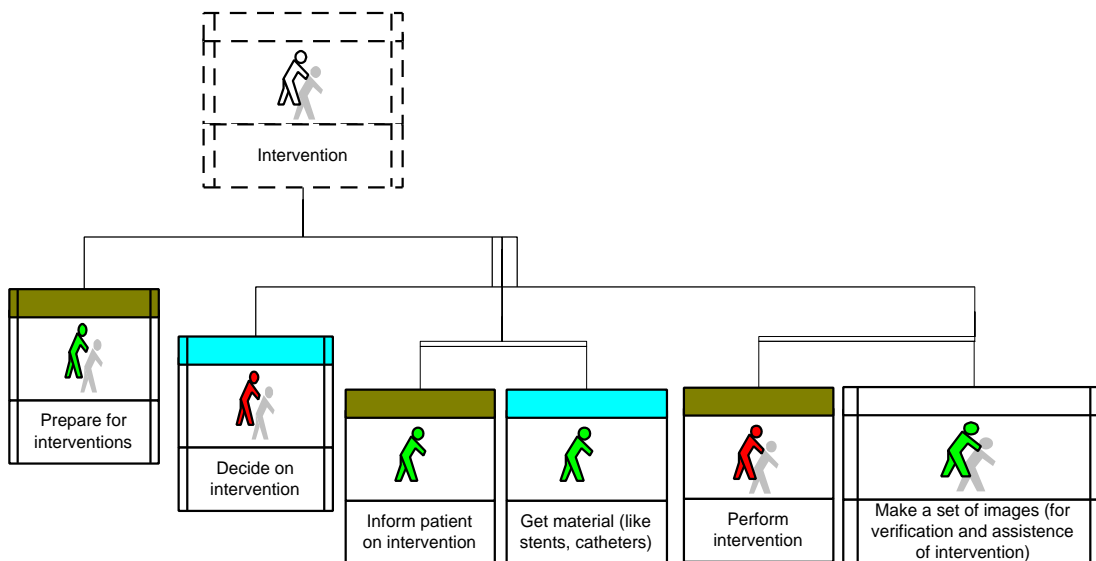 Intervention
Prepare for
interventions
Decide on
intervention
Inform patient
on intervention
Get material (like
stents, catheters)
Perform
intervention
Make a set of images (for
verification and assistence
of intervention)